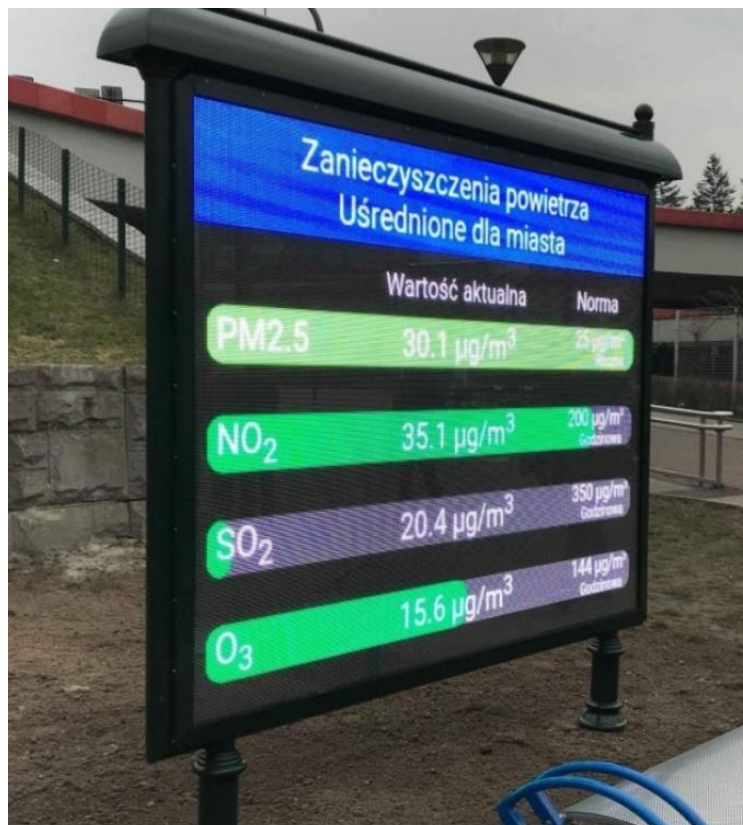 Zanieczyszczenia powietrza
Uśrednione dla miasta
Wartość aktualna Norma
PM2.5 30.1 µg/m³ 25 µg/m³
NO₂ 35.1 µg/m³ 200 µg/m³
Godzinowa
SO₂ 20.4 µg/m³ 350 µg/m³
Godzinowa
O₃ 15.6 µg/m³ 144 µg/m³
Godzinowa